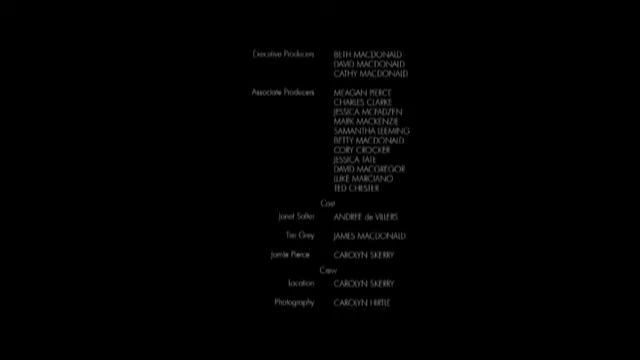 Executive Producers BETH MACDONALD
DAVID MACDONALD
CATHY MACDONALD
Associate Producers MEAGAN PIERCE
CHARLES CLARKE
JESSICA MCFADZEN
MARK MACKENZIE
SAMANTHA LEEMING
BETTY MACDONALD
CORY CROCKER
JESSICA TATE
DAVID MACGREGOR
LUKE MARCIANO
TED CHESTER
Cast
Janet Salter ANDREE de VILLERS
Tim Grey JAMES MACDONALD
Jamie Pierce CAROLYN SKERRY
Crew
Location CAROLYN SKERRY
Photography CAROLYN HIRTLE